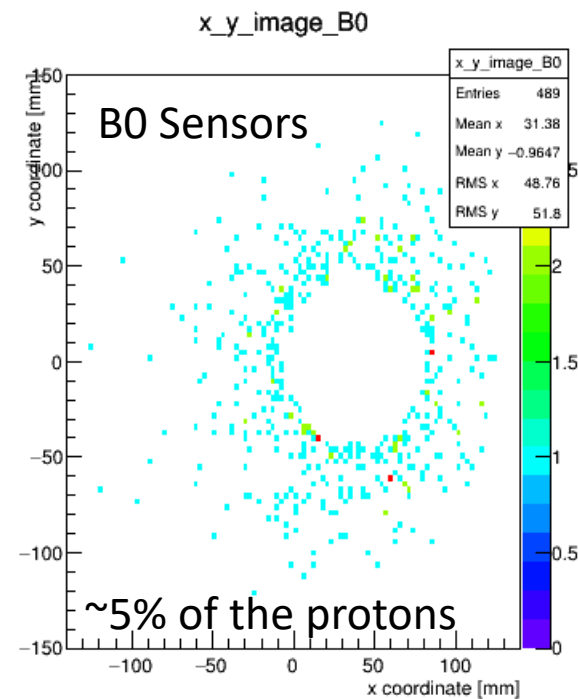 x_y_image_B0
x_y_image_B0
Entries 489
Mean x 31.38
Mean y −0.9647
RMS x 48.76
RMS y 51.8
B0 Sensors
~5% of the protons
y coordinate [mm]
150
100
50
0
−50
−100
−150
−100 −50 0 50 100
x coordinate [mm]
5
2
1.5
1
0.5
0